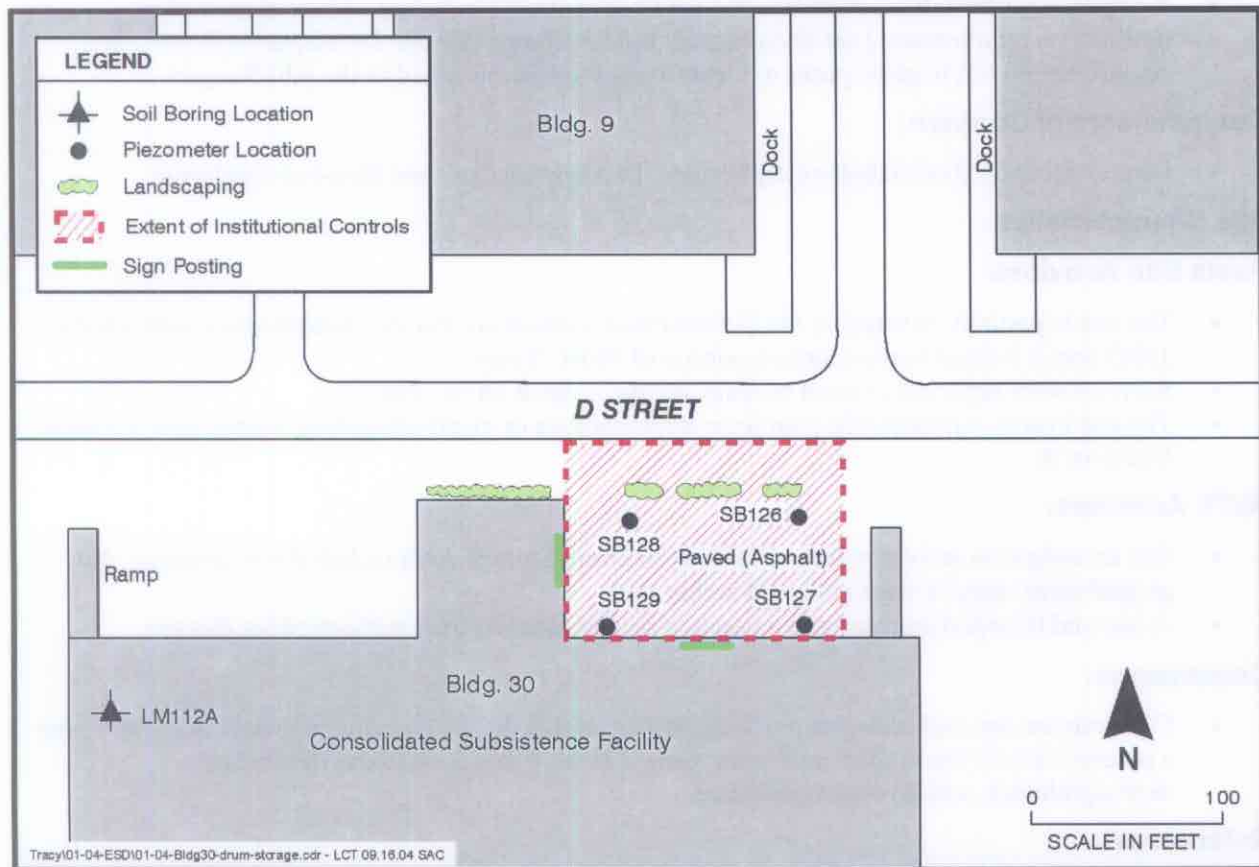 LEGEND
Soil Boring Location
Piezometer Location
Landscaping
Extent of Institutional Controls
Sign Posting
Bldg. 9
Dock
Dock
D STREET
SB126
SB128
Paved (Asphalt)
SB129
SB127
Ramp
Bldg. 30
LM112A
Consolidated Subsistence Facility
N
0 100
SCALE IN FEET
Tracy\01-04-ESD\01-04-Bldg30-drum-storage.cdr - LCT 09.16.04 SAC